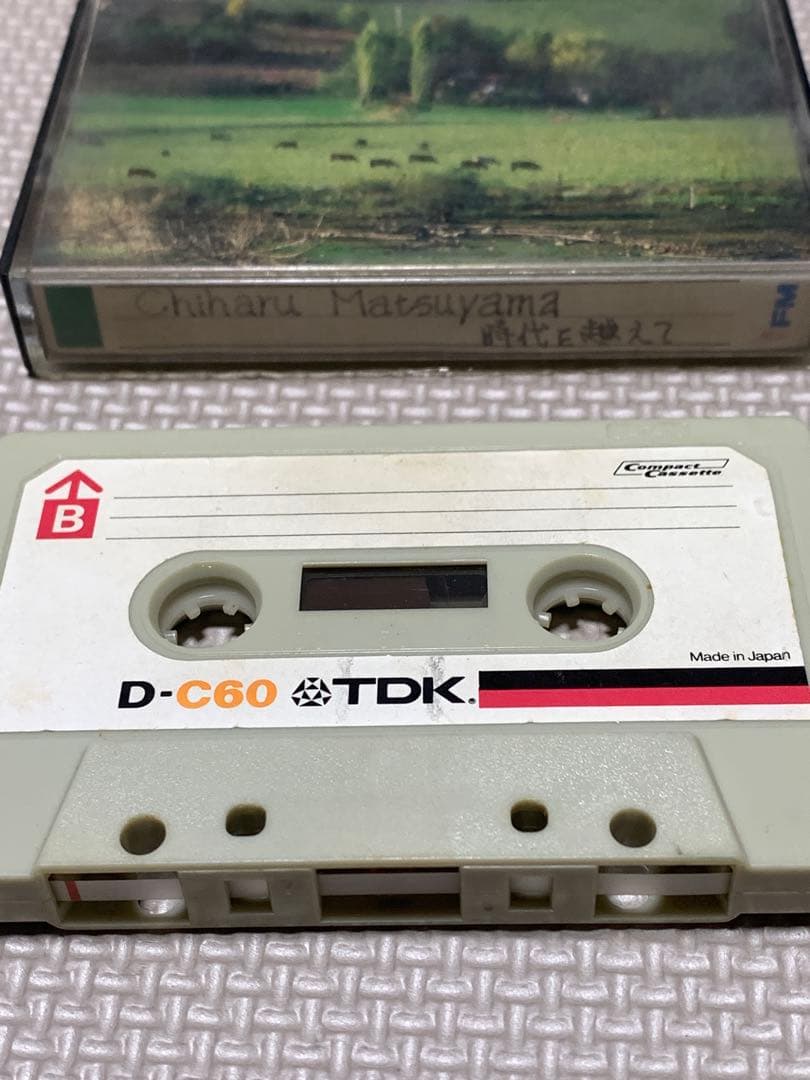 Chiharu Matsuyama
時代を越えて
FM
Compact
Cassette
B
Made in Japan
D-C60 TDK®